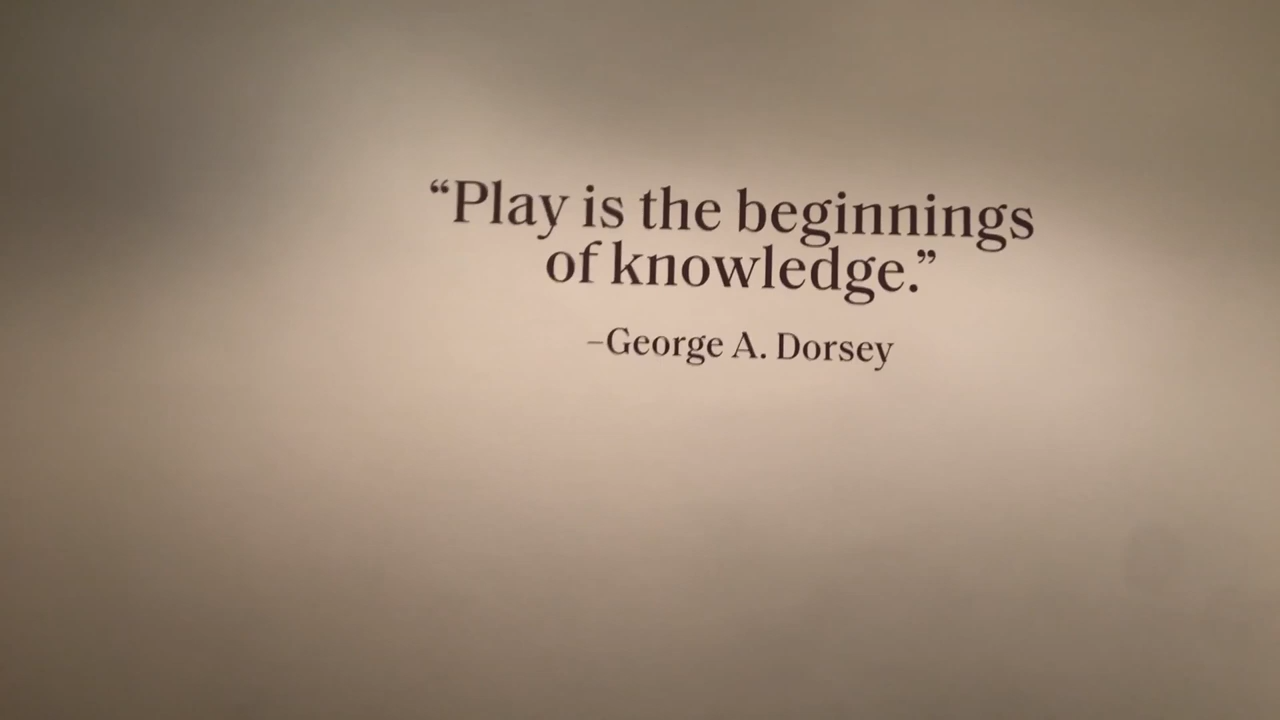 “Play is the beginnings
of knowledge.”
–George A. Dorsey